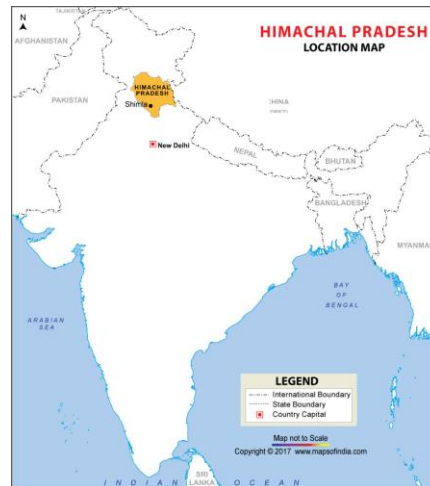 HIMACHAL PRADESH
LOCATION MAP
N
TAJIKISTAN
AFGHANISTAN
PAKISTAN
HIMACHAL
PRADESH
Shimla
CHINA
New Delhi
NEPAL
BHUTAN
BANGLADESH
MYANMAR
ARABIAN
SEA
BAY
OF
BENGAL
LEGEND
International Boundary
State Boundary
Country Capital
Map not to Scale
Copyright © 2017 www.mapsofindia.com
SRI
LANKA
INDIAN OCEAN